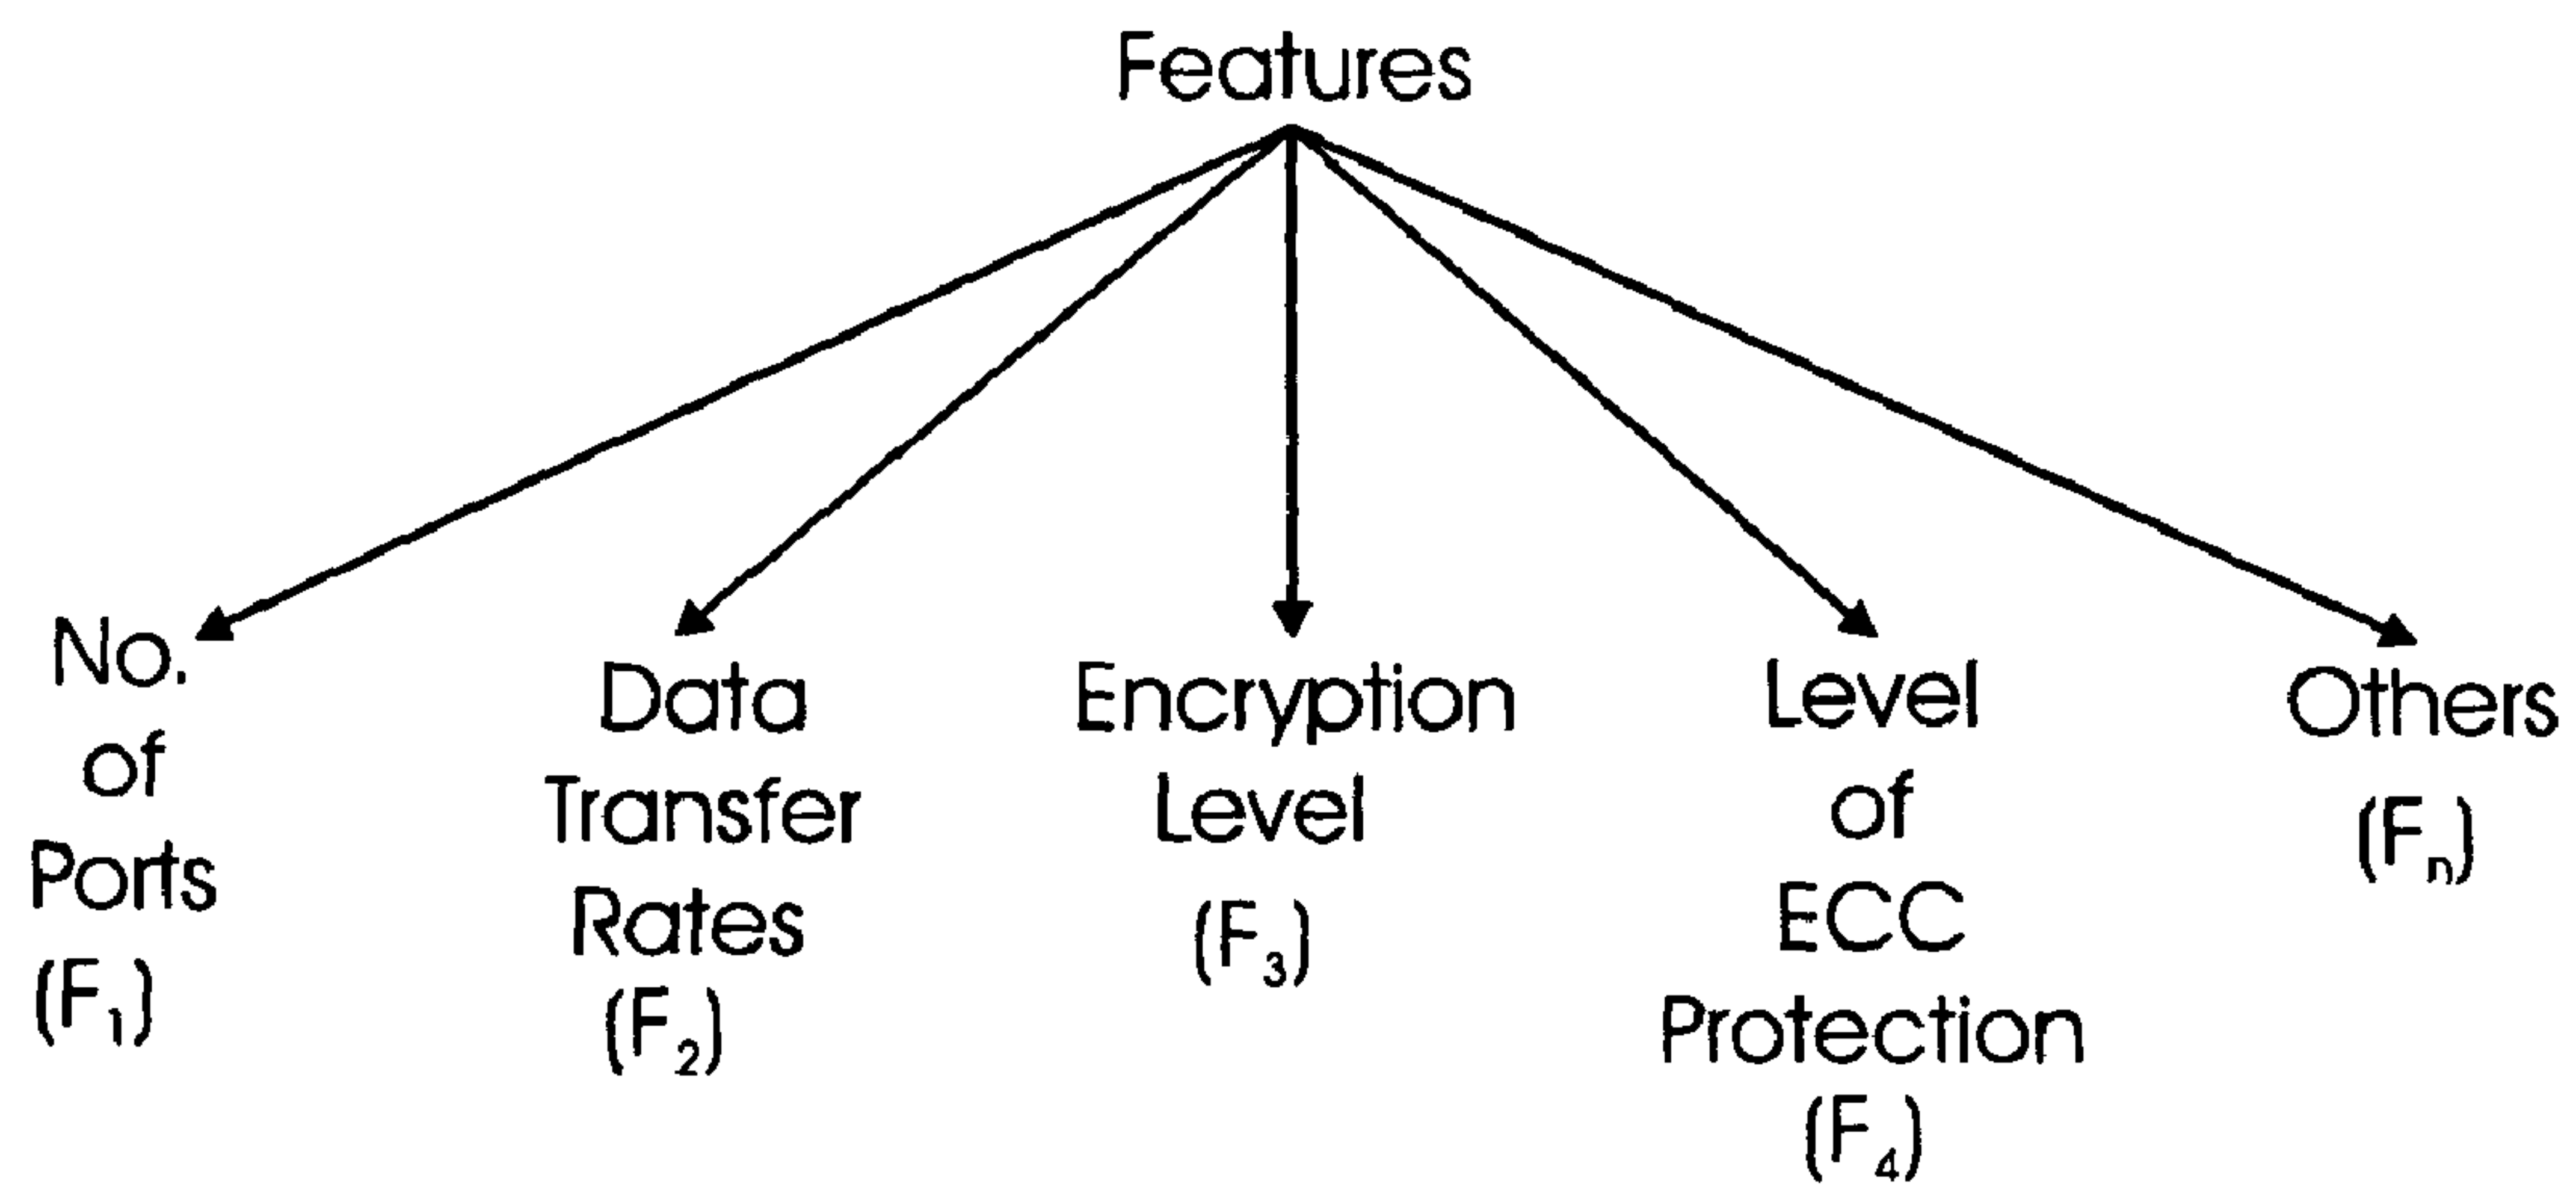 Features
No.
of
Ports
(F1)
Data
Transfer
Rates
(F2)
Encryption
Level
(F3)
Level
of
ECC
Protection
(F4)
Others
(Fn)